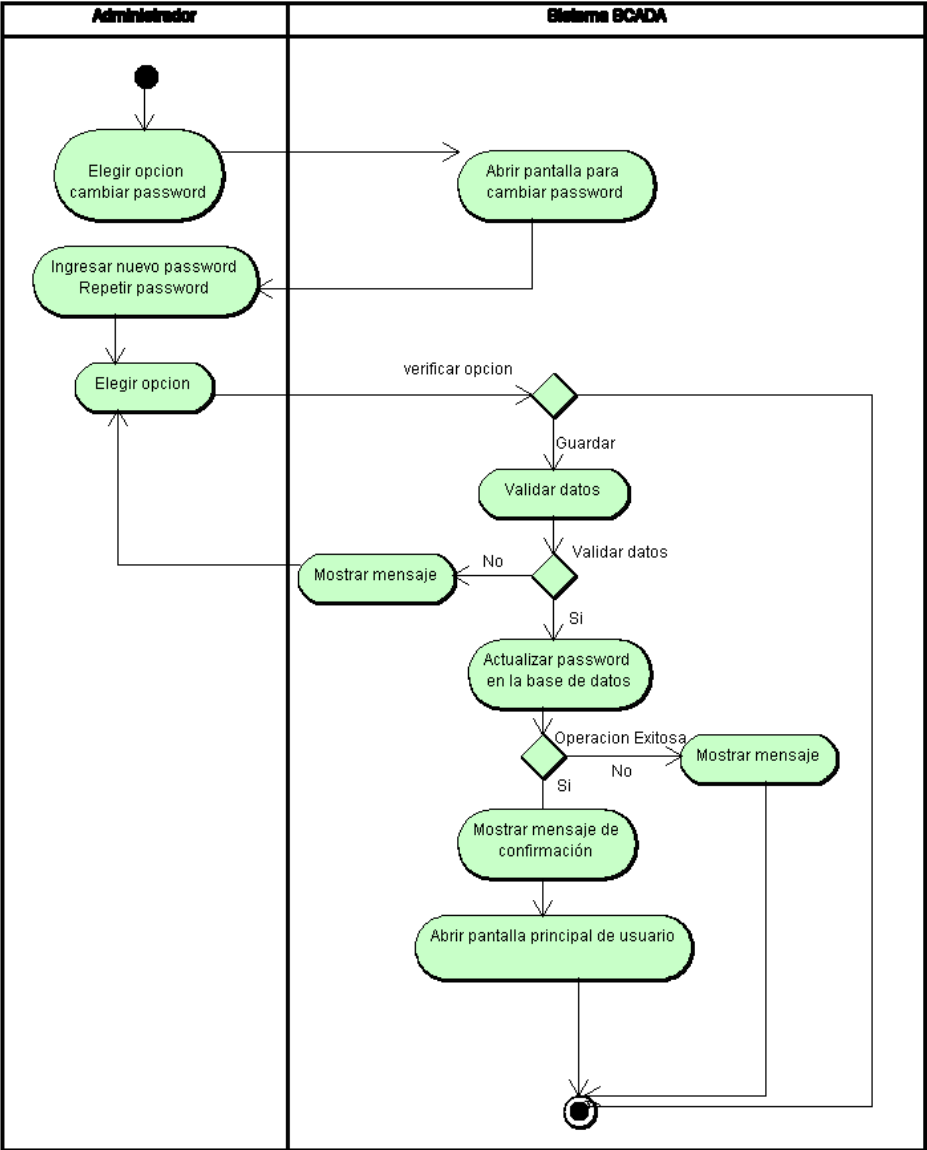 Administrador
Sistema SCADA
Elegir opcion
cambiar password
Abrir pantalla para
cambiar password
Ingresar nuevo password
Repetir password
Elegir opcion
verificar opcion
Guardar
Validar datos
Validar datos
No
Mostrar mensaje
Si
Actualizar password
en la base de datos
Operacion Exitosa
No
Mostrar mensaje
Si
Mostrar mensaje de
confirmación
Abrir pantalla principal de usuario